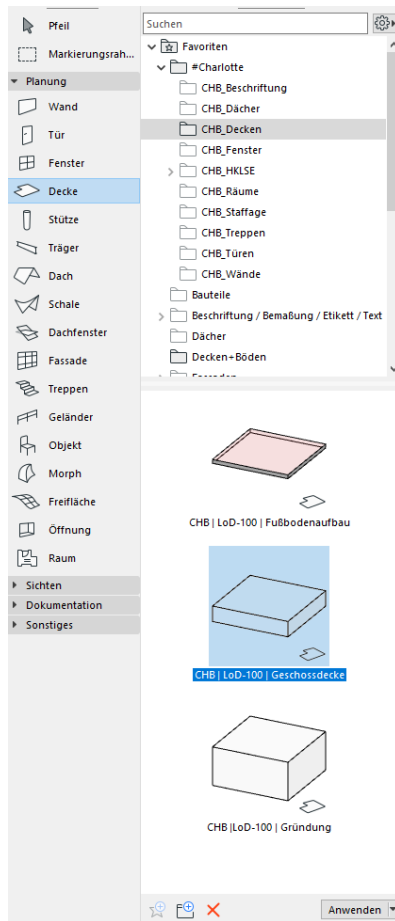 Pfeil
Markierungsrah...
Planung
Wand
Tür
Fenster
Decke
Stütze
Träger
Dach
Schale
Dachfenster
Fassade
Treppen
Geländer
Objekt
Morph
Freifläche
Öffnung
Raum
Sichten
Dokumentation
Sonstiges
Suchen
Favoriten
#Charlotte
CHB_Beschriftung
CHB_Dächer
CHB_Decken
CHB_Fenster
CHB_HKLSE
CHB_Räume
CHB_Staffage
CHB_Treppen
CHB_Türen
CHB_Wände
Bauteile
Beschriftung / Bemaßung / Etikett / Text
Dächer
Decken+Böden
CHB | LoD-100 | Fußbodenaufbau
CHB | LoD-100 | Geschossdecke
CHB |LoD-100 | Gründung
Anwenden